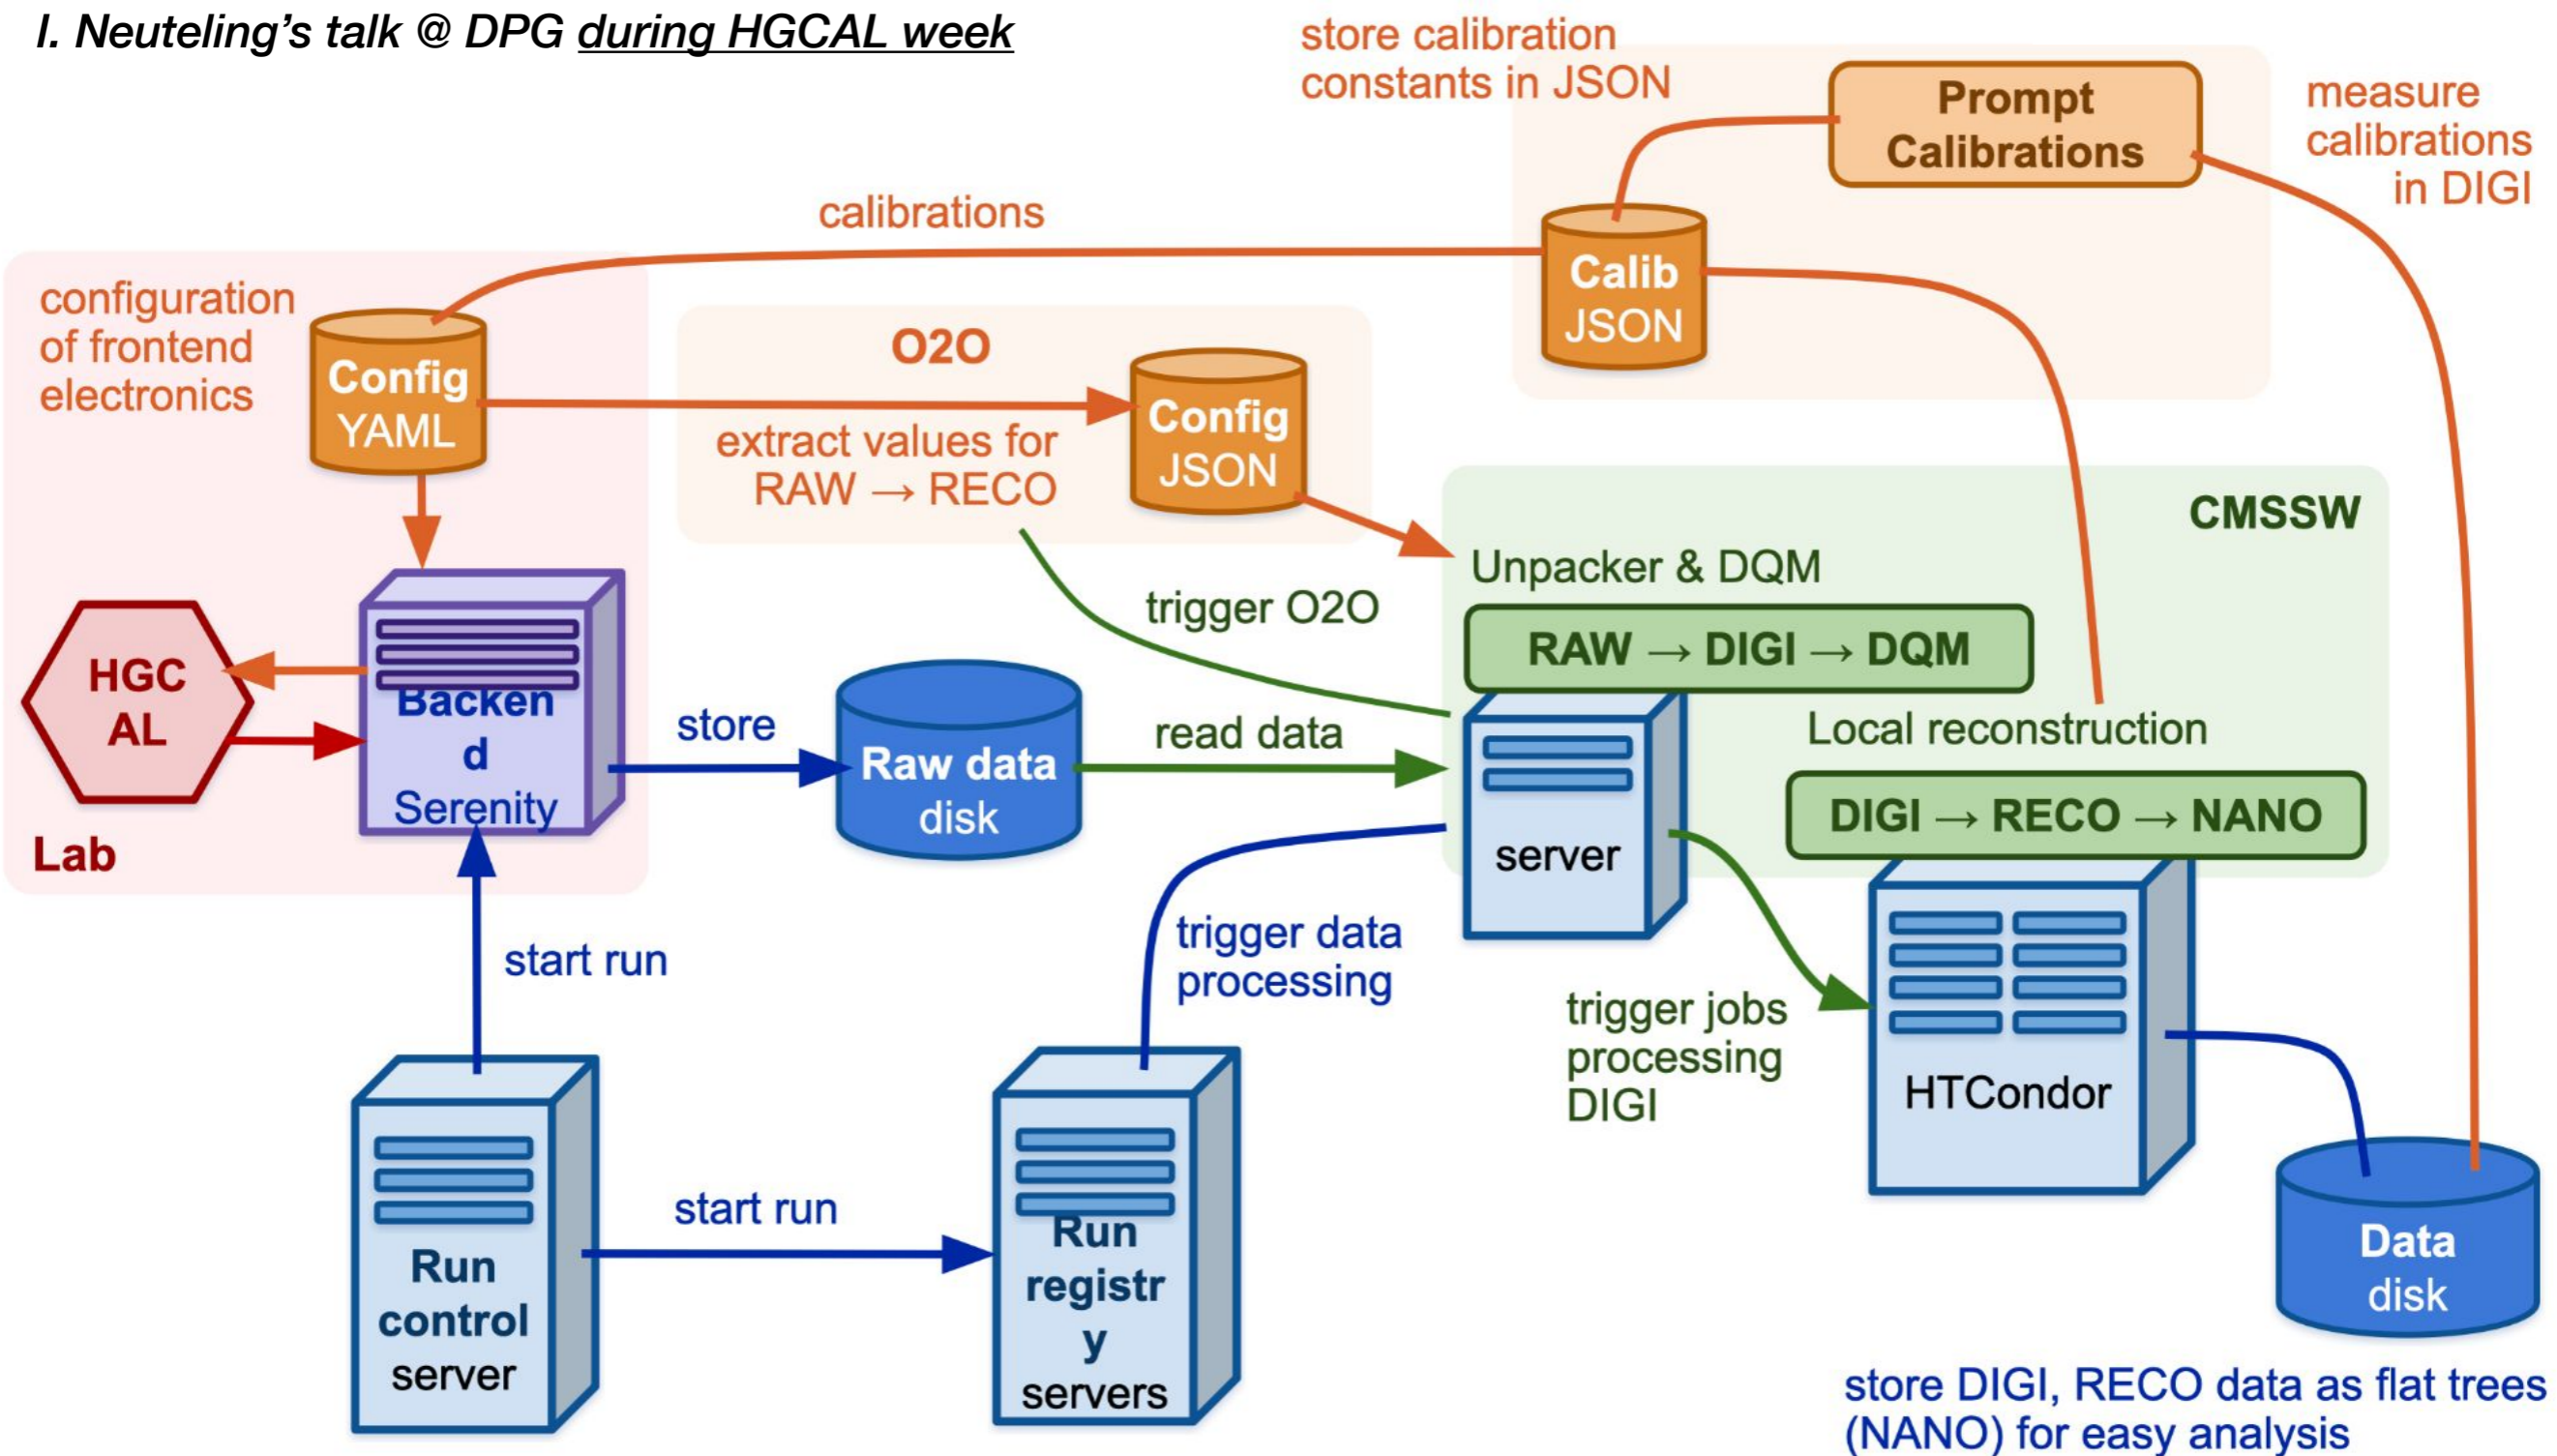 I. Neuteling's talk @ DPG during HGCAL week
store calibration
constants in JSON
Prompt
Calibrations
measure
calibrations
in DIGI
calibrations
Calib
JSON
configuration
of frontend
electronics
Config
YAML
O2O
extract values for
RAW → RECO
Config
JSON
CMSSW
Unpacker & DQM
RAW → DIGI → DQM
trigger O2O
HGC
AL
Backen
d
Serenity
Lab
store
Raw data
disk
read data
server
Local reconstruction
DIGI → RECO → NANO
start run
trigger data
processing
trigger jobs
processing
DIGI
HTCondor
Run
control
server
start run
Run
registr
y
servers
Data
disk
store DIGI, RECO data as flat trees
(NANO) for easy analysis